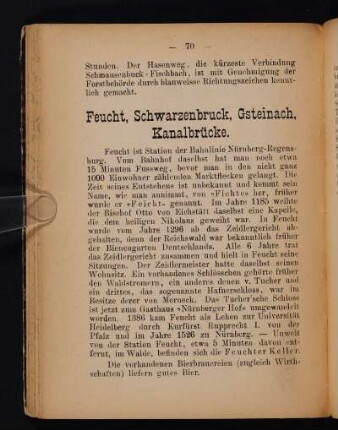 — 70 —
Stunden. Der Hasenweg, die kürzeste Verbindung
Schmausenbuck-Fischbach, ist mit Genehmigung der
Forstbehörde durch blauweisse Richtungszeichen kennt-
lich gemacht.
Feucht, Schwarzenbruck, Gsteinach,
Kanalbrücke.
Feucht ist Station der Bahnlinie Nürnberg-Regens-
burg. Vom Bahnhof daselbst hat man noch etwa
15 Minuten Fussweg, bevor man in den nicht ganz
1000 Einwohner zählenden Marktflecken gelangt. Die
Zeit seines Entstehens ist unbekannt und kommt sein
Name, wie man annimmt, von »Fichte« her, früher
wurde er »Feicht« genannt. Im Jahre 1185 weihte
der Bischof Otto von Eichstätt daselbst eine Kapelle,
die dem heiligen Nikolaus geweiht war. In Feucht
wurde vom Jahre 1296 ab das Zeidlergericht ab-
gehalten, denn der Reichswald war bekanntlich früher
der Bienengarten Deutschlands. Alle 6 Jahre trat
das Zeidlergericht zusammen und hielt in Feucht seine
Sitzungen. Der Zeidlermeister hatte daselbst seinen
Wohnsitz. Ein vorhandenes Schlösschen gehörte früher
den Waldstromern, ein anderes denen v. Tucher und
ein drittes, das sogenannte Hafnerschloss, war im
Besitze derer von Morneck. Das Tucher'sche Schloss
ist jetzt zum Gasthaus »Nürnberger Hof« umgewandelt
worden. 1386 kam Feucht als Lehen zur Universität
Heidelberg durch Kurfürst Rupprecht I. von der
Pfalz und im Jahre 1526 zu Nürnberg. — Unweit
von der Station Feucht, etwa 5 Minuten davon ent-
fernt, im Walde, befinden sich die Feuchter Keller.
Die vorhandenen Bierbrauereien (zugleich Wirth-
schaften) liefern gutes Bier.